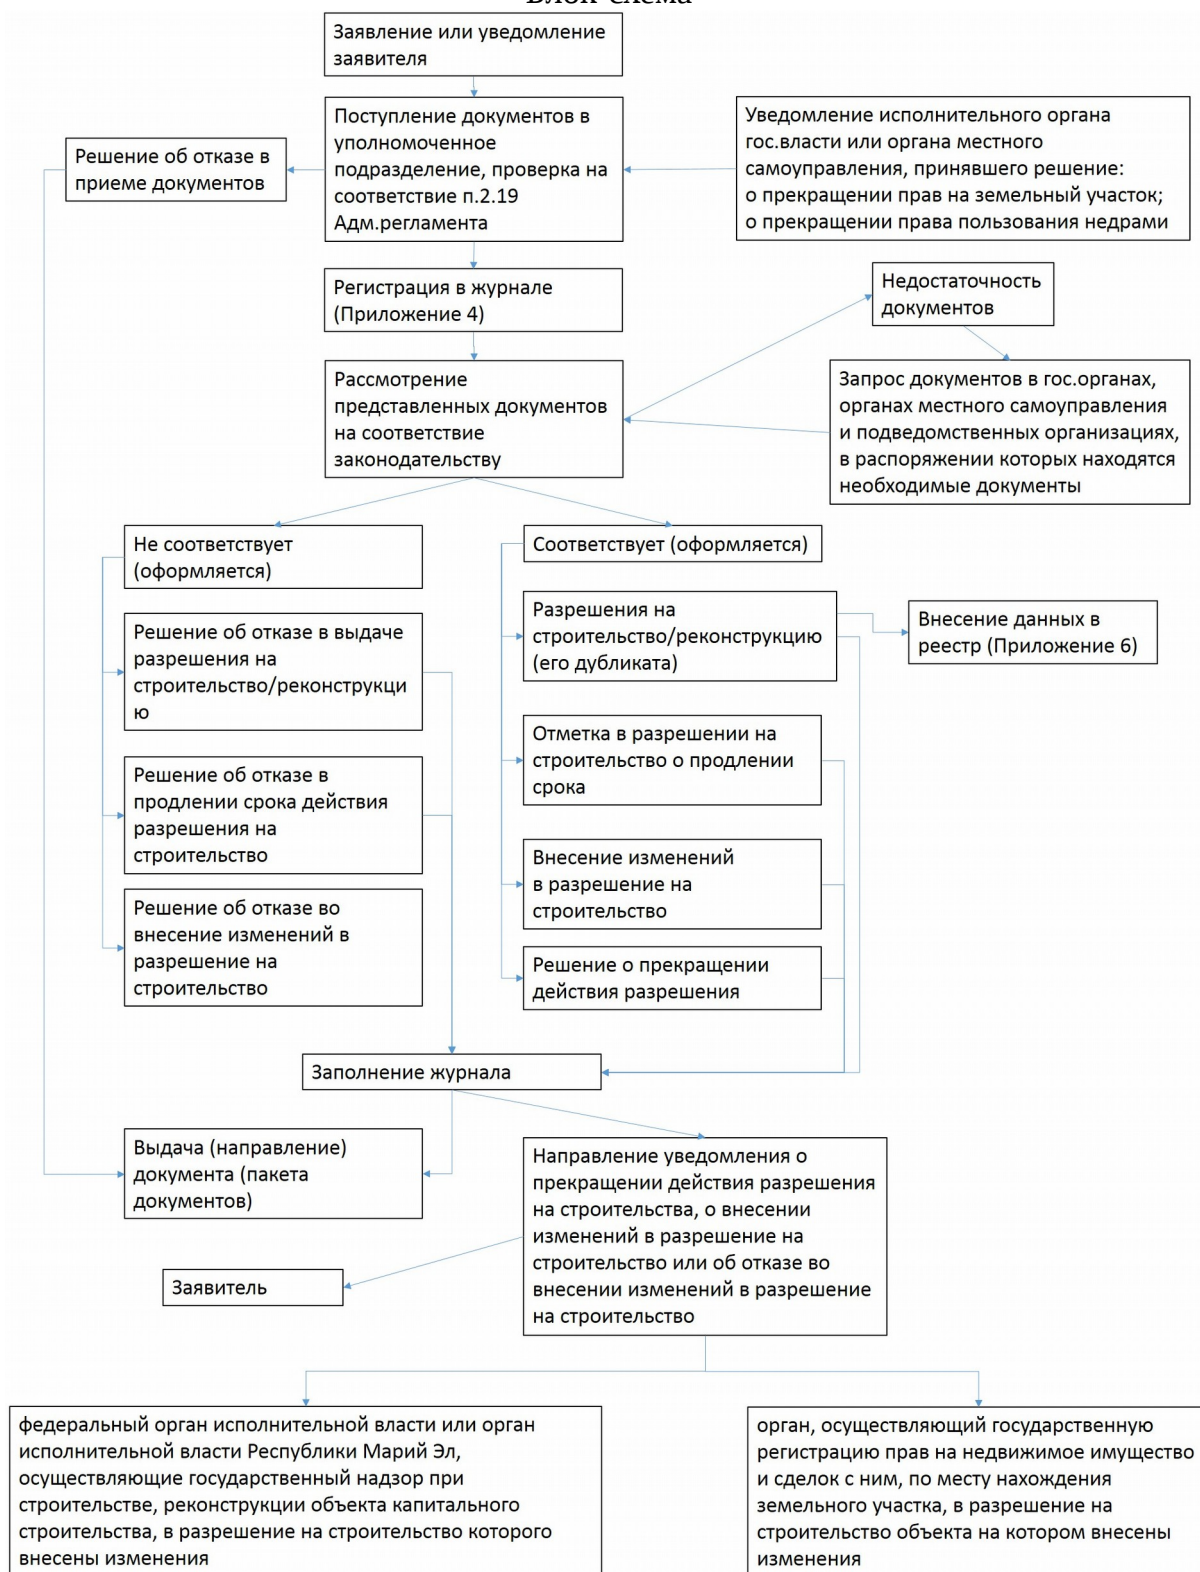 Блок-схема
Заявление или уведомление
заявителя
Поступление документов в
уполномоченное
подразделение, проверка на
соответствие п.2.19
Адм.регламента
Уведомление исполнительного органа
гос.власти или органа местного
самоуправления, принявшего решение:
о прекращении прав на земельный участок;
о прекращении права пользования недрами
Решение об отказе в
приеме документов
Регистрация в журнале
(Приложение 4)
Недостаточность
документов
Рассмотрение
представленных документов
на соответствие
законодательству
Запрос документов в гос.органах,
органах местного самоуправления
и подведомственных организациях,
в распоряжении которых находятся
необходимые документы
Не соответствует
(оформляется)
Соответствует (оформляется)
Решение об отказе в выдаче
разрешения на
строительство/реконструкци
ю
Разрешения на
строительство/реконструкцию
(его дубликата)
Внесение данных в
реестр (Приложение 6)
Решение об отказе в
продлении срока действия
разрешения на
строительство
Отметка в разрешении на
строительство о продлении
срока
Решение об отказе во
внесение изменений в
разрешение на
строительство
Внесение изменений
в разрешение на
строительство
Решение о прекращении
действия разрешения
Заполнение журнала
Выдача (направление)
документа (пакета
документов)
Направление уведомления о
прекращении действия разрешения
на строительства, о внесении
изменений в разрешение на
строительство или об отказе во
внесении изменений в разрешение
на строительство
Заявитель
федеральный орган исполнительной власти или орган
исполнительной власти Республики Марий Эл,
осуществляющие государственный надзор при
строительстве, реконструкции объекта капитального
строительства, в разрешение на строительство которого
внесены изменения
орган, осуществляющий государственную
регистрацию прав на недвижимое имущество
и сделок с ним, по месту нахождения
земельного участка, в разрешение на
строительство объекта на котором внесены
изменения